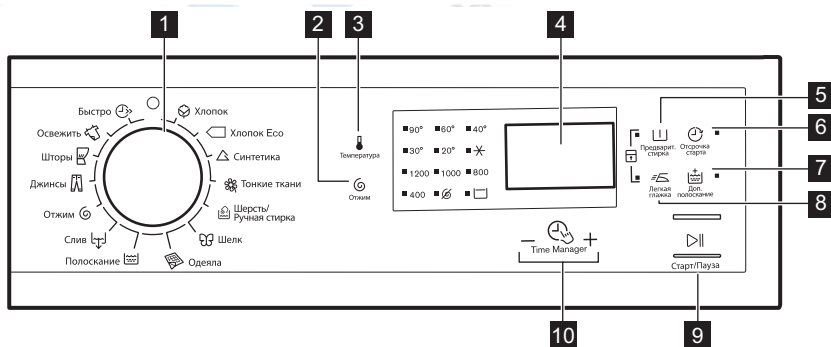 1
2
3
4
5
6
7
8
9
10
Быстро
Освежить
Шторы
Джинсы
Отжим
Слив
Полоскание
Хлопок
Хлопок Eco
Синтетика
Тонкие ткани
Шерсть/
Ручная стирка
Шелк
Одеяла
Температура
Отжим
90° 60° 40°
30° 20°
1200 1000 800
400
Time Manager
Предварит.
стирка
Отсрочка
старта
Легкая
глажка
Доп.
полоскание
Старт/Пауза